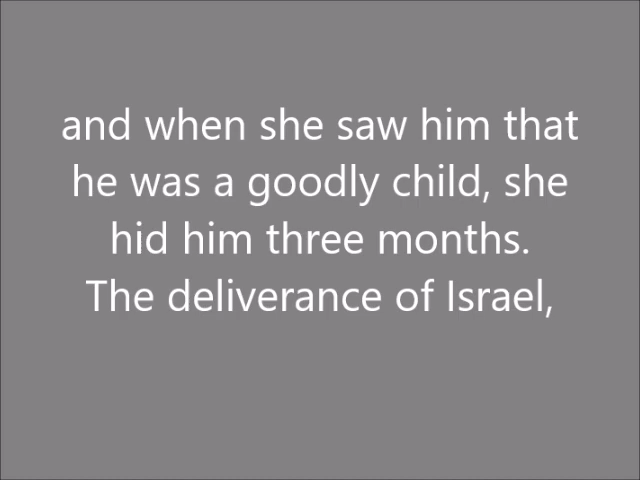 and when she saw him that
he was a goodly child, she
hid him three months.
The deliverance of Israel,